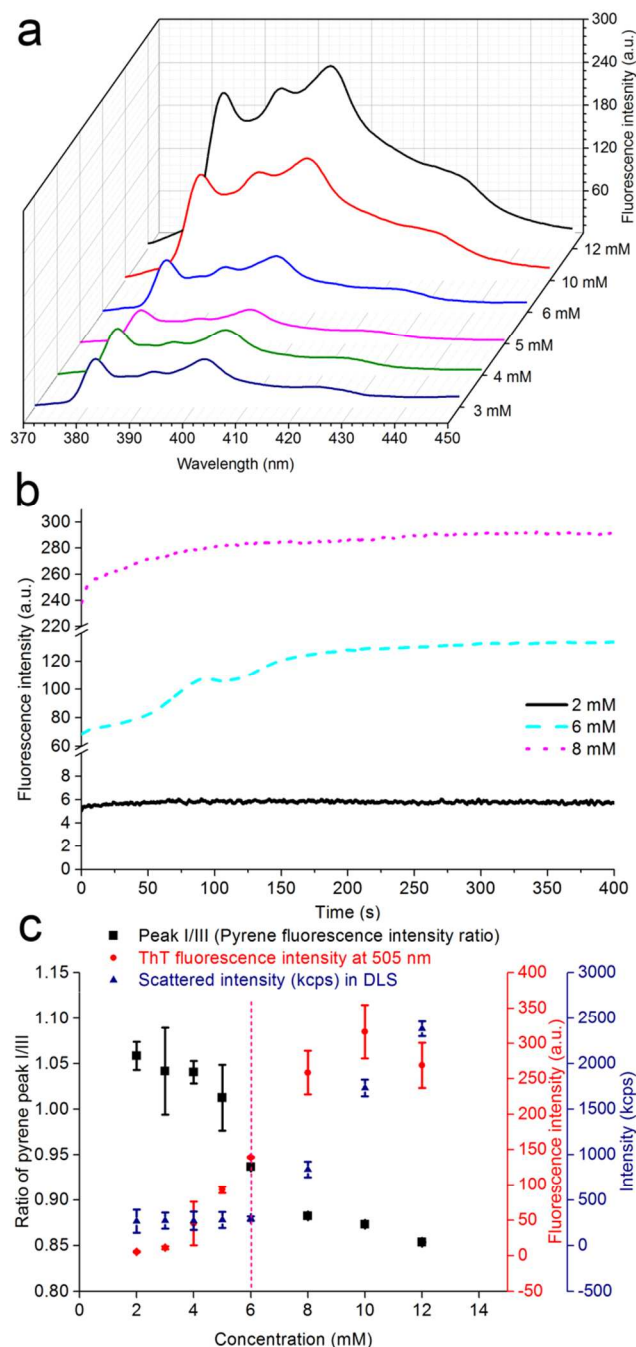 a
300
240
180
120
60
Fluorescence intesnity (a.u.)
12 mM
10 mM
6 mM
5 mM
4 mM
3 mM
370 380 390 400 410 420 430 440 450
Wavelength (nm)
b
300
280
260
240
220
120
100
80
60
8
6
4
2
0
Fluorescence intensity (a.u.)
2 mM
6 mM
8 mM
0 50 100 150 200 250 300 350 400
Time (s)
c
Peak I/III (Pyrene fluorescence intensity ratio)
ThT fluorescence intensity at 505 nm
Scattered intensity (kcps) in DLS
1.15
1.10
1.05
1.00
0.95
0.90
0.85
0.80
Ratio of pyrene peak I/III
400
350
300
250
200
150
100
50
0
-50
Fluorescence intensity (a.u.)
3000
2500
2000
1500
1000
500
0
-500
Intensity (kcps)
0 2 4 6 8 10 12 14
Concentration (mM)